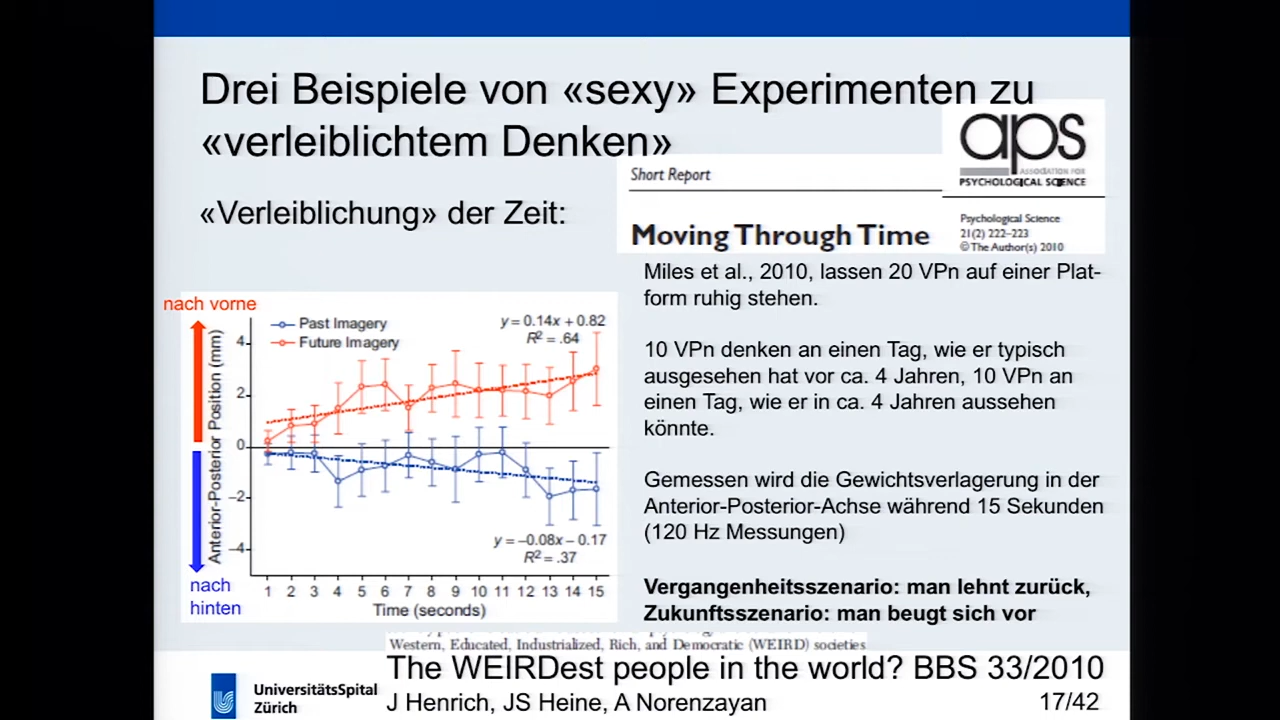 Drei Beispiele von «sexy» Experimenten zu
«verleiblichtem Denken»
aps
ASSOCIATION FOR
PSYCHOLOGICAL SCIENCE
Short Report
«Verleiblichung» der Zeit:
Moving Through Time
Psychological Science
21(2) 222–223
© The Author(s) 2010
Miles et al., 2010, lassen 20 VPn auf einer Plat-
form ruhig stehen.
10 VPn denken an einen Tag, wie er typisch
ausgesehen hat vor ca. 4 Jahren, 10 VPn an
einen Tag, wie er in ca. 4 Jahren aussehen
könnte.
Gemessen wird die Gewichtsverlagerung in der
Anterior-Posterior-Achse während 15 Sekunden
(120 Hz Messungen)
Vergangenheitsszenario: man lehnt zurück,
Zukunftsszenario: man beugt sich vor
nach vorne
Past Imagery
Future Imagery
y = 0.14x + 0.82
R² = .64
Anterior-Posterior Position (mm)
4
2
0
–2
–4
y = –0.08x – 0.17
R² = .37
nach
hinten
1 2 3 4 5 6 7 8 9 10 11 12 13 14 15
Time (seconds)
Western, Educated, Industrialized, Rich, and Democratic (WEIRD) societies
The WEIRDest people in the world? BBS 33/2010
J Henrich, JS Heine, A Norenzayan
17/42
UniversitätsSpital
Zürich